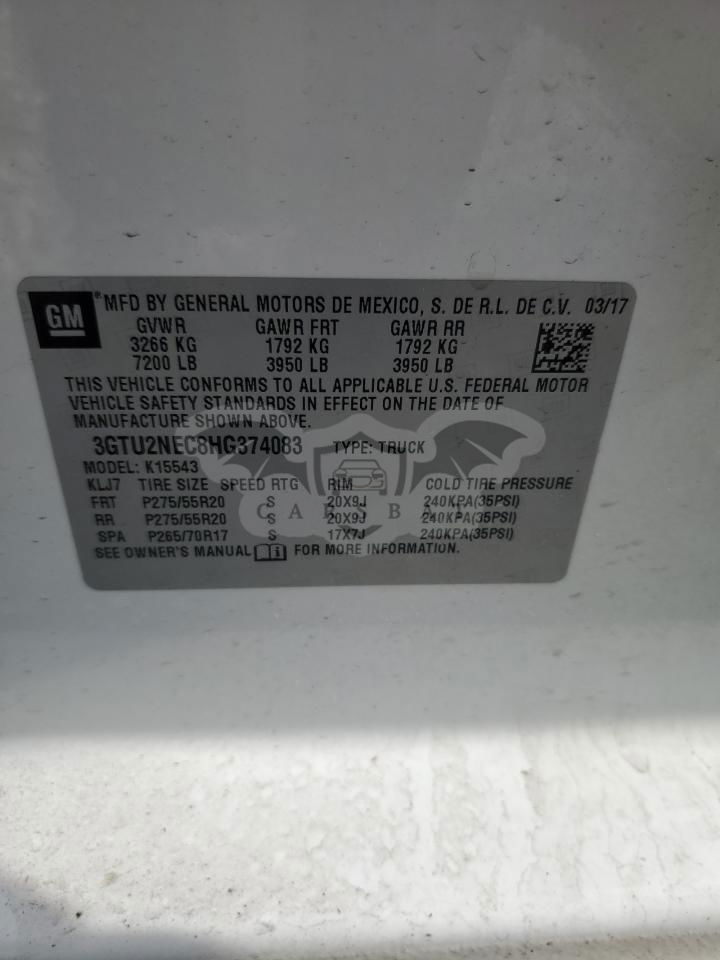 GM ® MFD BY GENERAL MOTORS DE MEXICO, S. DE R.L. DE C.V. 03/17
GVWR GAWR FRT GAWR RR
3266 KG 1792 KG 1792 KG
7200 LB 3950 LB 3950 LB
THIS VEHICLE CONFORMS TO ALL APPLICABLE U.S. FEDERAL MOTOR
VEHICLE SAFETY STANDARDS IN EFFECT ON THE DATE OF
MANUFACTURE SHOWN ABOVE.
3GTU2NEC8HG374083 TYPE: TRUCK
MODEL: K15543
KLJ7 TIRE SIZE SPEED RTG RIM COLD TIRE PRESSURE
FRT P275/55R20 S 20X9J 240KPA(35PSI)
RR P275/55R20 S 20X9J 240KPA(35PSI)
SPA P265/70R17 S 17X7J 240KPA(35PSI)
SEE OWNER'S MANUAL FOR MORE INFORMATION.